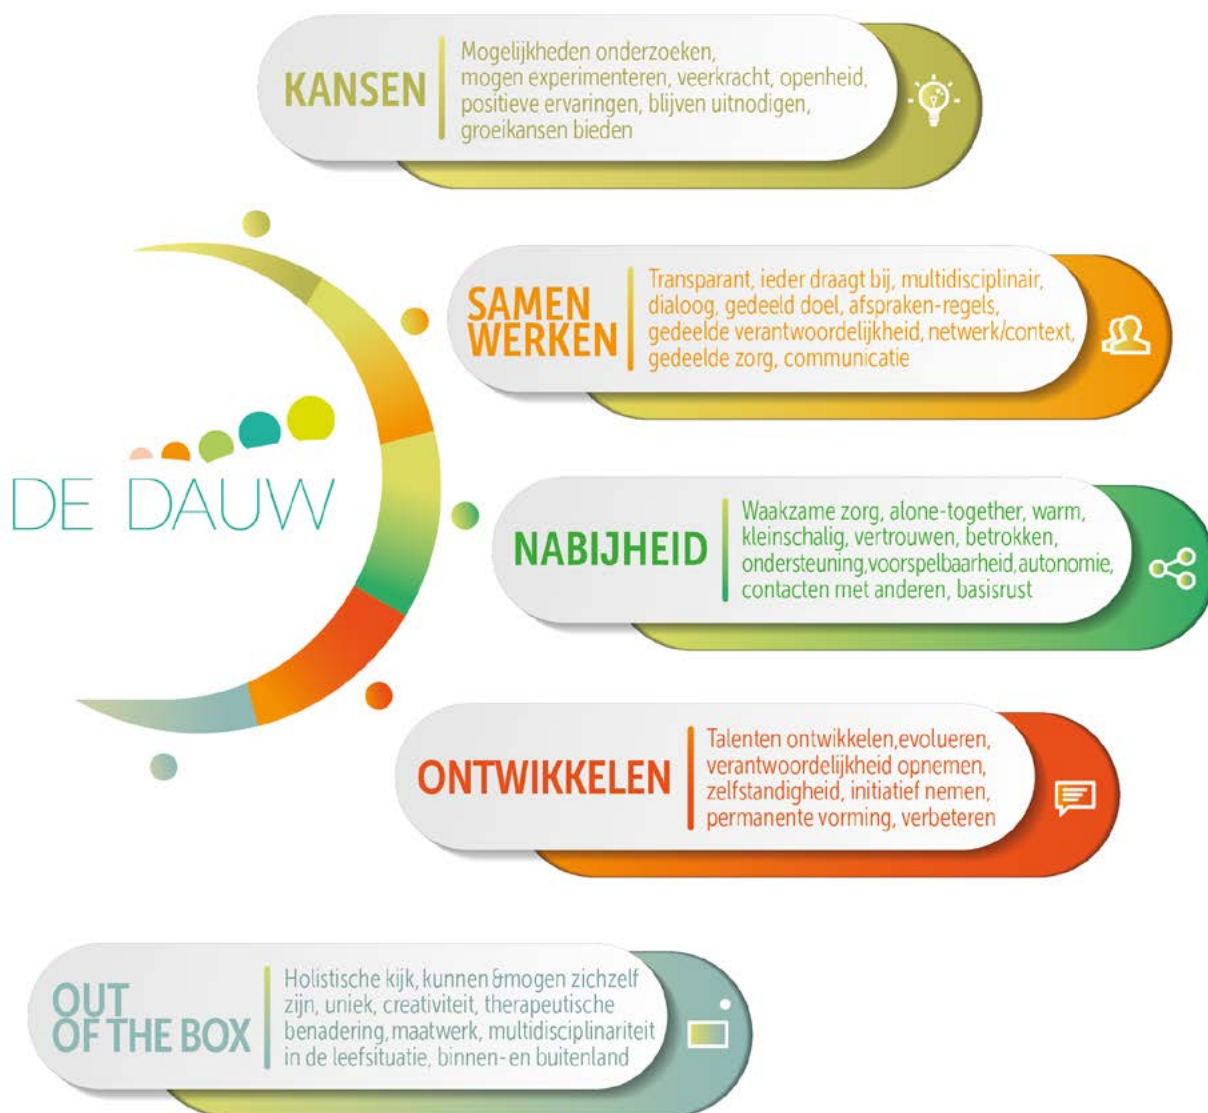 KANSEN
Mogelijkheden onderzoeken,
mogen experimenteren, veerkracht, openheid,
positieve ervaringen, blijven uitnodigen,
groeikansen bieden
SAMEN
WERKEN
Transparant, ieder draagt bij, multidisciplinair,
dialoog, gedeeld doel, afspraken-regels,
gedeelde verantwoordelijkheid, netwerk/context,
gedeelde zorg, communicatie
DE DAUW
NABIJHEID
Waakzame zorg, alone-together, warm,
kleinschalig, vertrouwen, betrokken,
ondersteuning,voorspelbaarheid,autonomie,
contacten met anderen, basisrust
ONTWIKKELEN
Talenten ontwikkelen,evolueren,
verantwoordelijkheid opnemen,
zelfstandigheid, initiatief nemen,
permanente vorming, verbeteren
OUT
OF THE BOX
Holistische kijk, kunnen &mogen zichzelf
zijn, uniek, creativiteit, therapeutische
benadering, maatwerk, multidisciplinariteit
in de leefsituatie, binnen- en buitenland